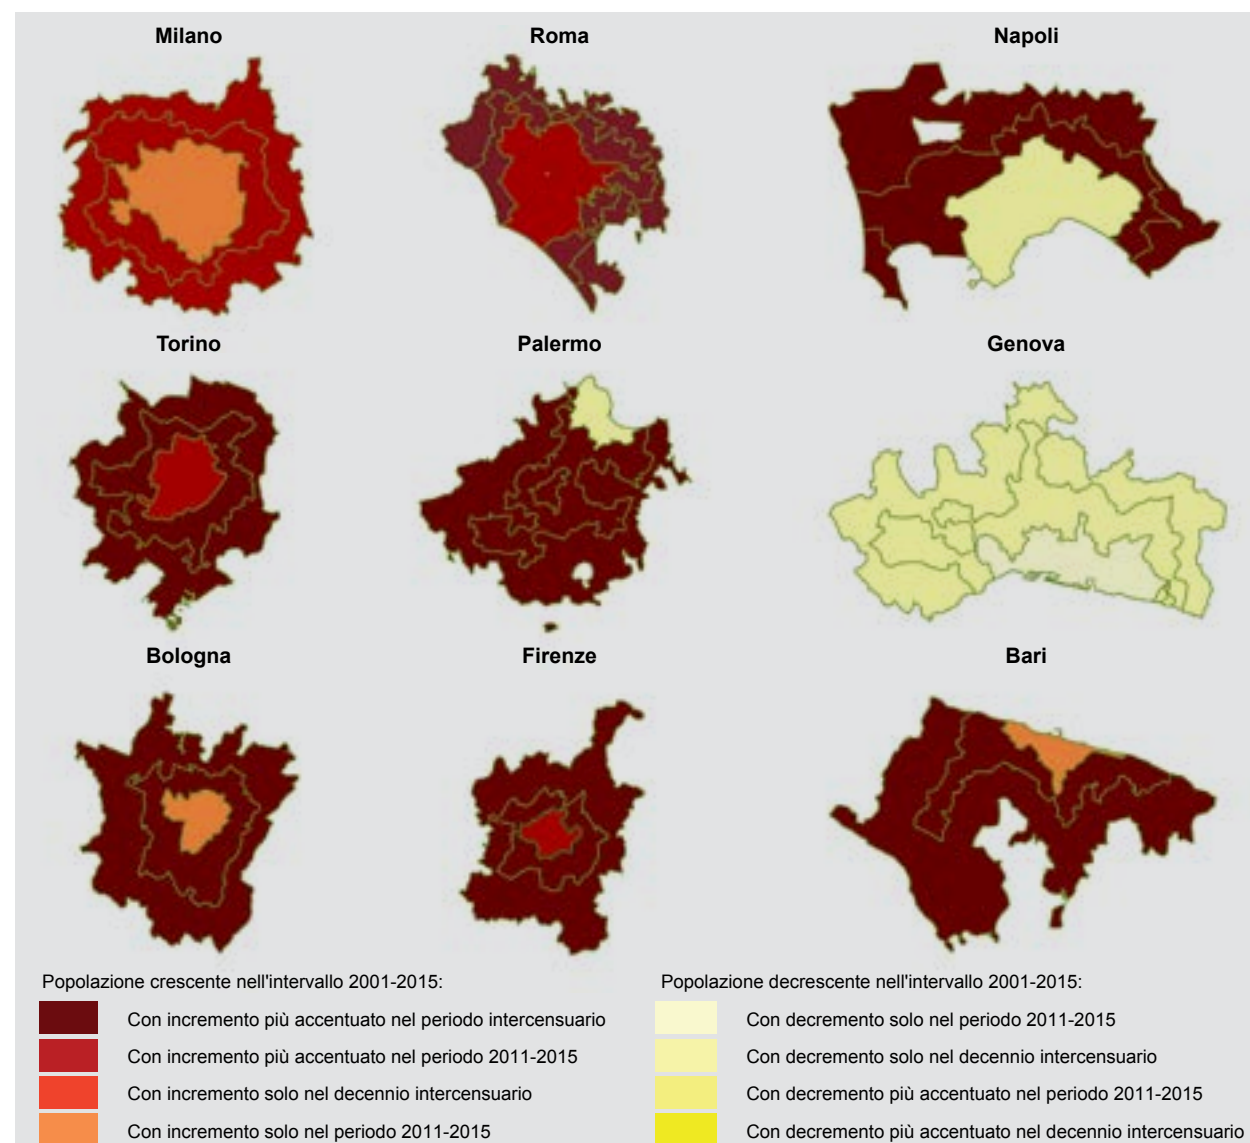 Milano
Roma
Napoli
Torino
Palermo
Genova
Bologna
Firenze
Bari
Popolazione crescente nell'intervallo 2001-2015:
Con incremento più accentuato nel periodo intercensuario
Con incremento più accentuato nel periodo 2011-2015
Con incremento solo nel decennio intercensuario
Con incremento solo nel periodo 2011-2015
Popolazione decrescente nell'intervallo 2001-2015:
Con decremento solo nel periodo 2011-2015
Con decremento solo nel decennio intercensuario
Con decremento più accentuato nel periodo 2011-2015
Con decremento più accentuato nel decennio intercensuario